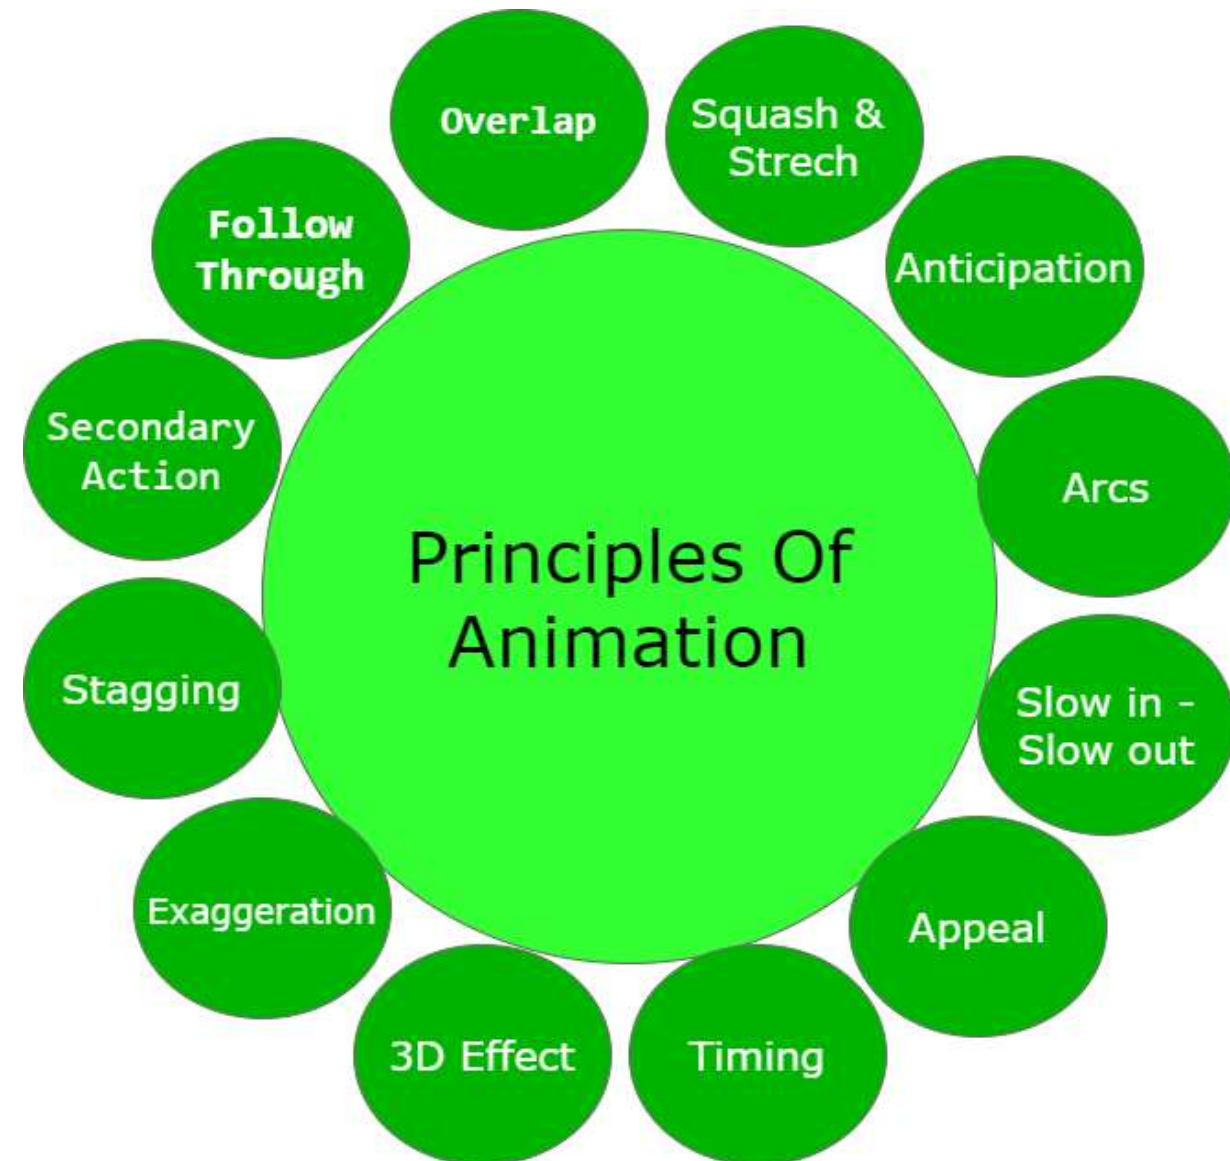 Overlap
Squash &
Strech
Anticipation
Arcs
Slow in -
Slow out
Appeal
Timing
3D Effect
Exaggeration
Stagging
Secondary
Action
Follow
Through
Principles Of
Animation